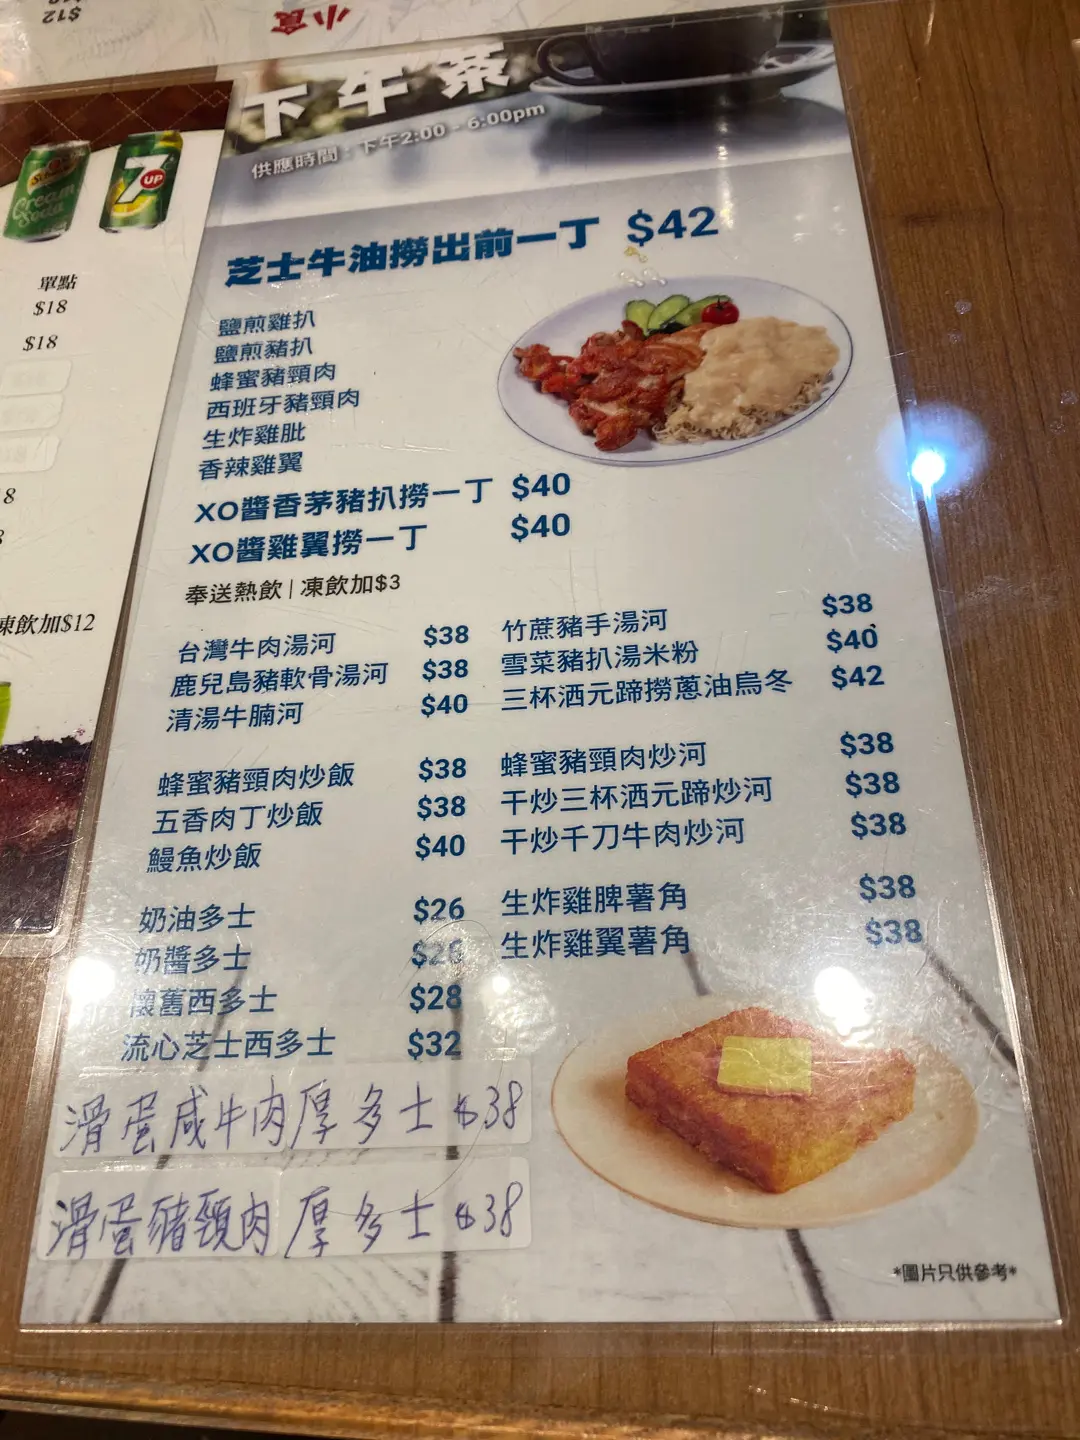 小食
$12
下午茶
供應時間：下午2:00 - 6:00pm
Cream Soda
7UP
單點
$18
$18
凍飲加$12
芝士牛油撈出前一丁 $42
鹽煎雞扒
鹽煎豬扒
蜂蜜豬頸肉
西班牙豬頸肉
生炸雞肶
香辣雞翼
XO醬香茅豬扒撈一丁 $40
XO醬雞翼撈一丁 $40
奉送熱飲 | 凍飲加$3
台灣牛肉湯河 $38
鹿兒島豬軟骨湯河 $38
清湯牛腩河 $40
竹蔗豬手湯河 $38
雪菜豬扒湯米粉 $40
三杯洒元蹄撈蔥油烏冬 $42
蜂蜜豬頸肉炒飯 $38
五香肉丁炒飯 $38
鰻魚炒飯 $40
蜂蜜豬頸肉炒河 $38
干炒三杯洒元蹄炒河 $38
干炒千刀牛肉炒河 $38
奶油多士 $26
奶醬多士 $26
懷舊西多士 $28
流心芝士西多士 $32
生炸雞脾薯角 $38
生炸雞翼薯角 $38
滑蛋咸牛肉厚多士 $38
滑蛋豬頸肉厚多士 $38
*圖片只供參考*